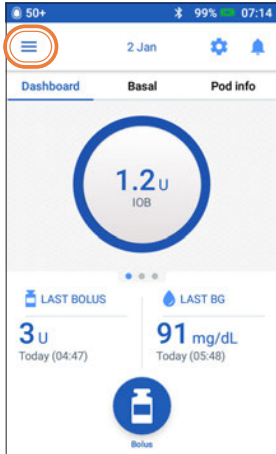 50+ 99% 07:14
2 Jan
Dashboard Basal Pod info
1.2 U
IOB
LAST BOLUS LAST BG
3 U 91 mg/dL
Today (04:47) Today (05:48)
Bolus